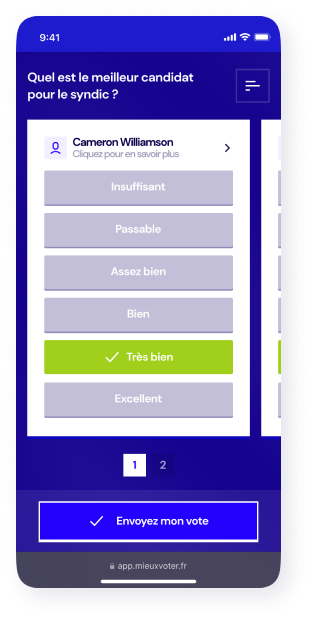 9:41
Quel est le meilleur candidat
pour le syndic ?
Cameron Williamson
Cliquez pour en savoir plus
Insuffisant
Passable
Assez bien
Bien
Très bien
Excellent
1 2
Envoyez mon vote
app.mieuxvoter.fr